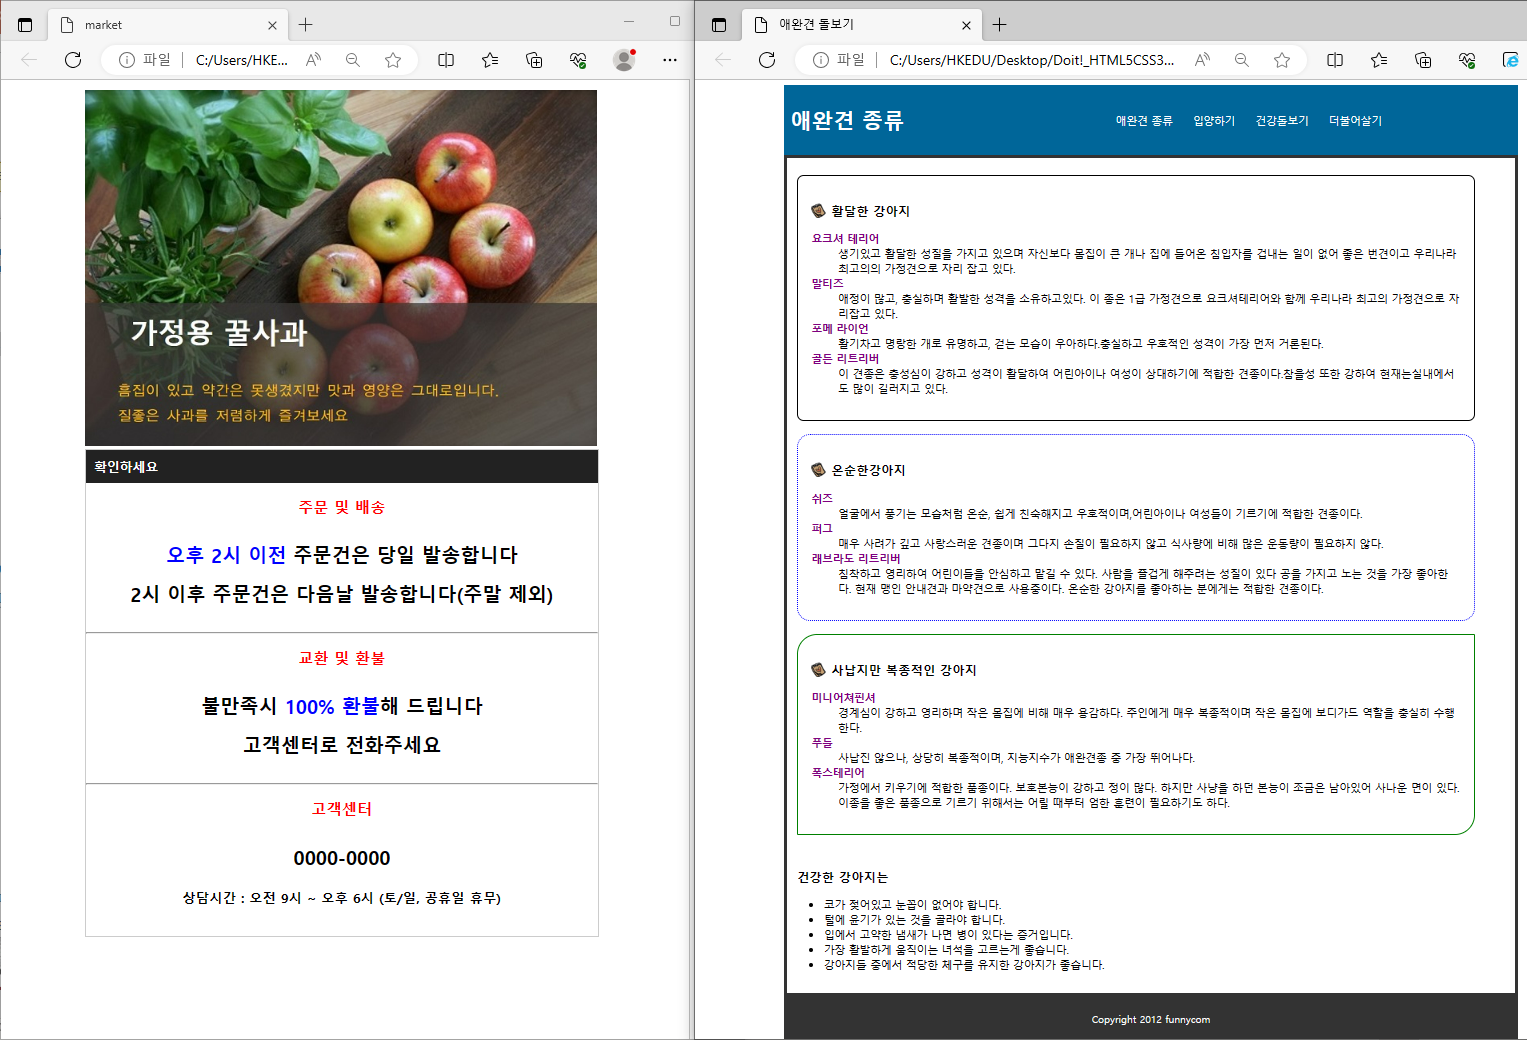 market
파일
C:/Users/HKE...
가정용 꿀사과
흠집이 있고 약간은 못생겼지만 맛과 영양은 그대로입니다.
질좋은 사과를 저렴하게 즐겨보세요
확인하세요
주문 및 배송
오후 2시 이전 주문건은 당일 발송합니다
2시 이후 주문건은 다음날 발송합니다(주말 제외)
교환 및 환불
불만족시 100% 환불해 드립니다
고객센터로 전화주세요
고객센터
0000-0000
상담시간 : 오전 9시 ~ 오후 6시 (토/일, 공휴일 휴무)
애완견 돌보기
파일
C:/Users/HKEDU/Desktop/Doit!_HTML5CSS3...
애완견 종류
애완견 종류 입양하기 건강돌보기 더불어살기
활달한 강아지
요크셔 테리어
생기있고 활달한 성질을 가지고 있으며 자신보다 몸집이 큰 개나 집에 들어온 침입자를 겁내는 일이 없어 좋은 번견이고 우리나라
최고의의 가정견으로 자리 잡고 있다.
말티즈
애정이 많고, 충실하며 활발한 성격을 소유하고있다. 이 종은 1급 가정견으로 요크셔테리어와 함께 우리나라 최고의 가정견으로 자
리잡고 있다.
포메 라이언
활기차고 명랑한 개로 유명하고, 걷는 모습이 우아하다.충실하고 우호적인 성격이 가장 먼저 거론된다.
골든 리트리버
이 견종은 충성심이 강하고 성격이 활달하여 어린아이나 여성이 상대하기에 적합한 견종이다.참을성 또한 강하여 현재는실내에서
도 많이 길러지고 있다.
온순한강아지
쉬즈
얼굴에서 풍기는 모습처럼 온순, 쉽게 친숙해지고 우호적이며,어린아이나 여성들이 기르기에 적합한 견종이다.
퍼그
매우 사려가 깊고 사랑스러운 견종이며 그다지 손질이 필요하지 않고 식사량에 비해 많은 운동량이 필요하지 않다.
래브라도 리트리버
침착하고 영리하여 어린이들을 안심하고 맡길 수 있다. 사람을 즐겁게 해주려는 성질이 있다 공을 가지고 노는 것을 가장 좋아한
다. 현재 맹인 안내견과 마약견으로 사용중이다. 온순한 강아지를 좋아하는 분에게는 적합한 견종이다.
사납지만 복종적인 강아지
미니어쳐핀셔
경계심이 강하고 영리하며 작은 몸집에 비해 매우 용감하다. 주인에게 매우 복종적이며 작은 몸집에 보디가드 역할을 충실히 수행
한다.
푸들
사납진 않으나, 상당히 복종적이며, 지능지수가 애완견종 중 가장 뛰어나다.
폭스테리어
가정에서 키우기에 적합한 품종이다. 보호본능이 강하고 정이 많다. 하지만 사냥을 하던 본능이 조금은 남아있어 사나운 면이 있다.
이종을 좋은 품종으로 기르기 위해서는 어릴 때부터 엄한 훈련이 필요하기도 하다.
건강한 강아지는
코가 젖어있고 눈꼽이 없어야 합니다.
털에 윤기가 있는 것을 골라야 합니다.
입에서 고약한 냄새가 나면 병이 있다는 증거입니다.
가장 활발하게 움직이는 녀석을 고르는게 좋습니다.
강아지들 중에서 적당한 체구를 유지한 강아지가 좋습니다.
Copyright 2012 funnycom